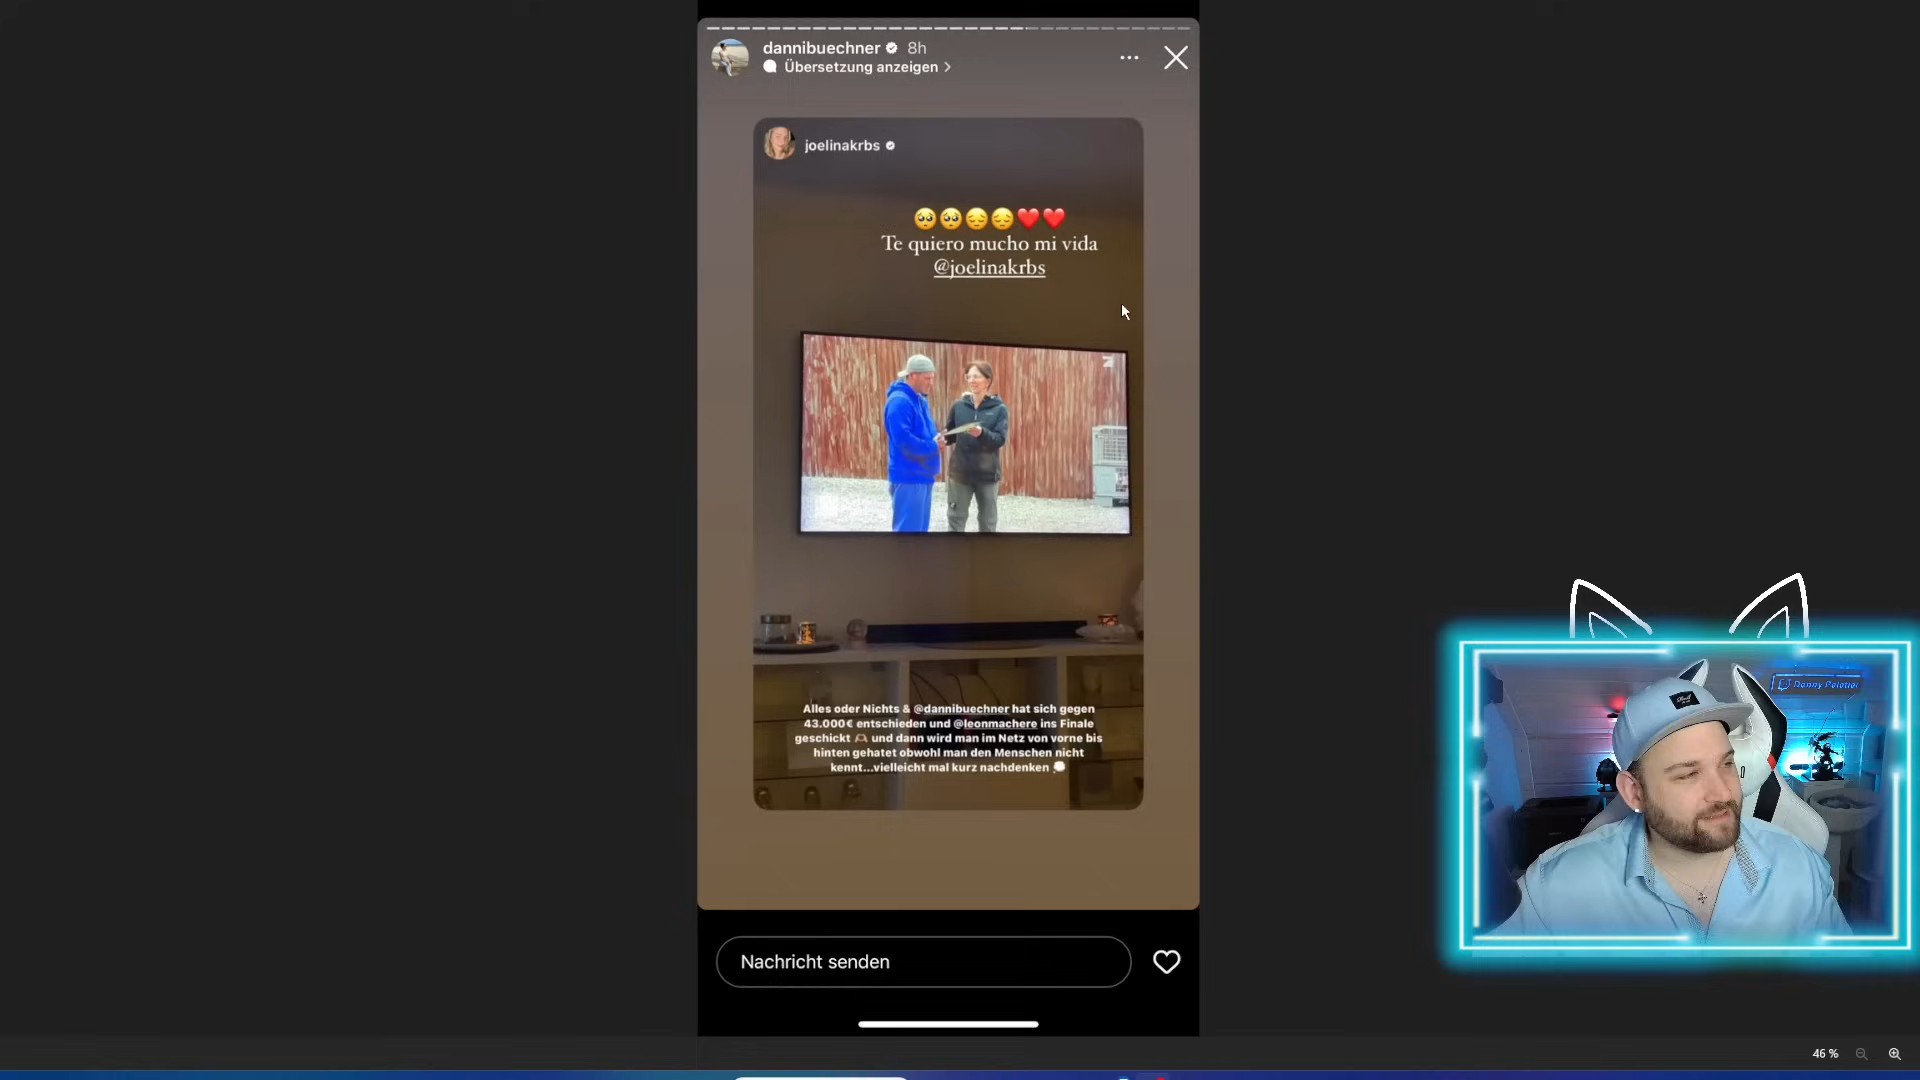 dannibuechner 8h
Übersetzung anzeigen
joelinakrbs
🥺🥺😔😔❤️❤️
Te quiero mucho mi vida
@joelinakrbs
Alles oder Nichts & @dannibuechner hat sich gegen
43.000€ entschieden und @leonmachere ins Finale
geschickt 🫶🏼 und dann wird man im Netz von vorne bis
hinten gehatet obwohl man den Menschen nicht
kennt...vielleicht mal kurz nachdenken 💭
Danny Pelotier
Nachricht senden
46 %